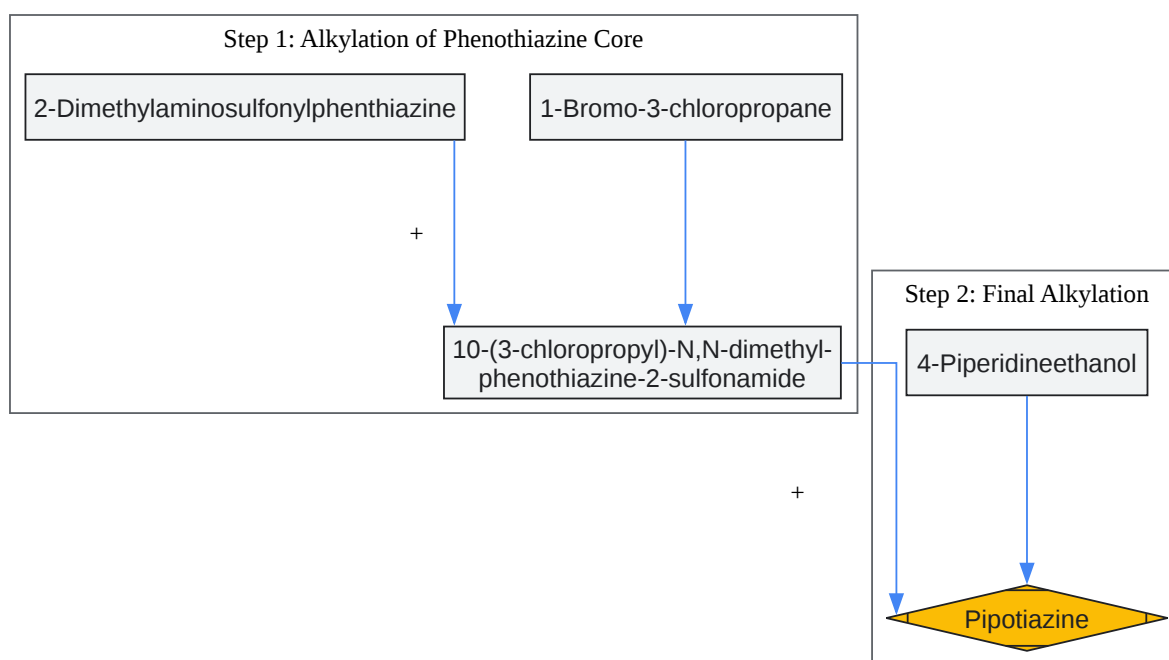 Step 1: Alkylation of Phenothiazine Core
2-Dimethylaminosulfonylphenthiazine
1-Bromo-3-chloropropane
+
10-(3-chloropropyl)-N,N-dimethyl-
phenothiazine-2-sulfonamide
Step 2: Final Alkylation
4-Piperidineethanol
+
Pipotiazine